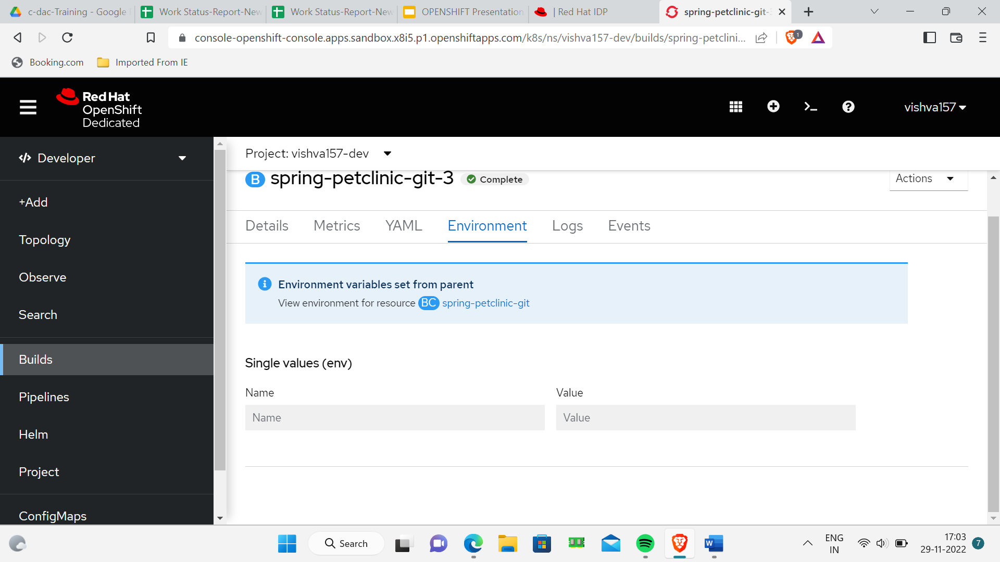 c-dac-Training - Google
Work Status-Report-New
Work Status-Report-New
OPENSHIFT Presentation
| Red Hat IDP
spring-petclinic-git-
console-openshift-console.apps.sandbox.x8i5.p1.openshiftapps.com/k8s/ns/vishva157-dev/builds/spring-petclini...
1
Booking.com
Imported From IE
Red Hat
OpenShift
Dedicated
vishva157
Developer
+Add
Topology
Observe
Search
Builds
Pipelines
Helm
Project
ConfigMaps
Project: vishva157-dev
B spring-petclinic-git-3 Complete
Actions
Details Metrics YAML Environment Logs Events
Environment variables set from parent
View environment for resource BC spring-petclinic-git
Single values (env)
Name Value
Name Value
Search
W
ENG
IN
17:03
29-11-2022
7